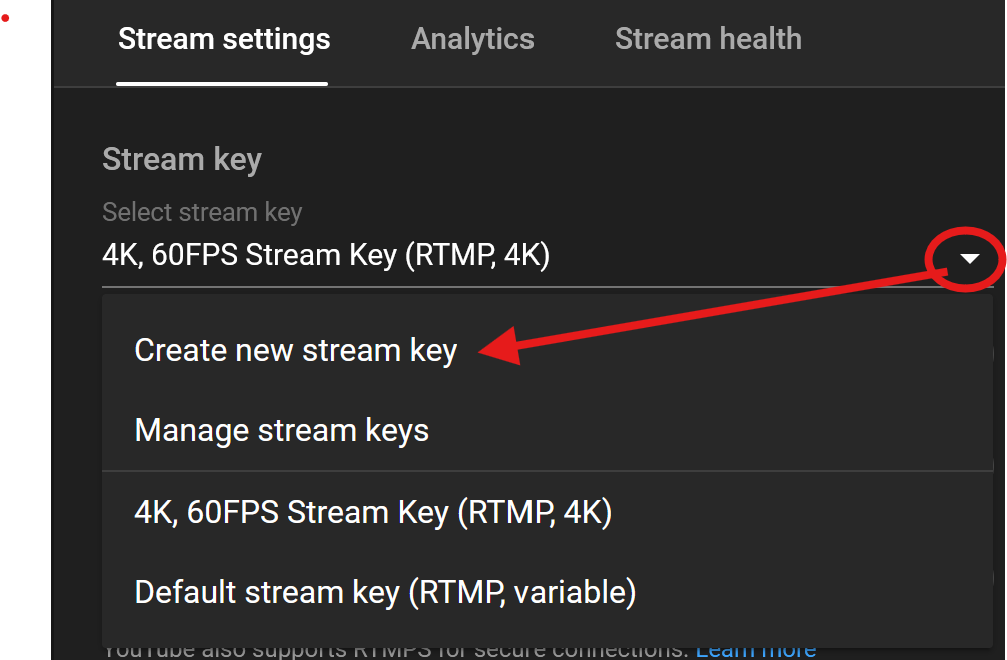 Stream settings Analytics Stream health
Stream key
Select stream key
4K, 60FPS Stream Key (RTMP, 4K)
Create new stream key
Manage stream keys
4K, 60FPS Stream Key (RTMP, 4K)
Default stream key (RTMP, variable)
YouTube also supports RTMPS for secure connections. Learn more